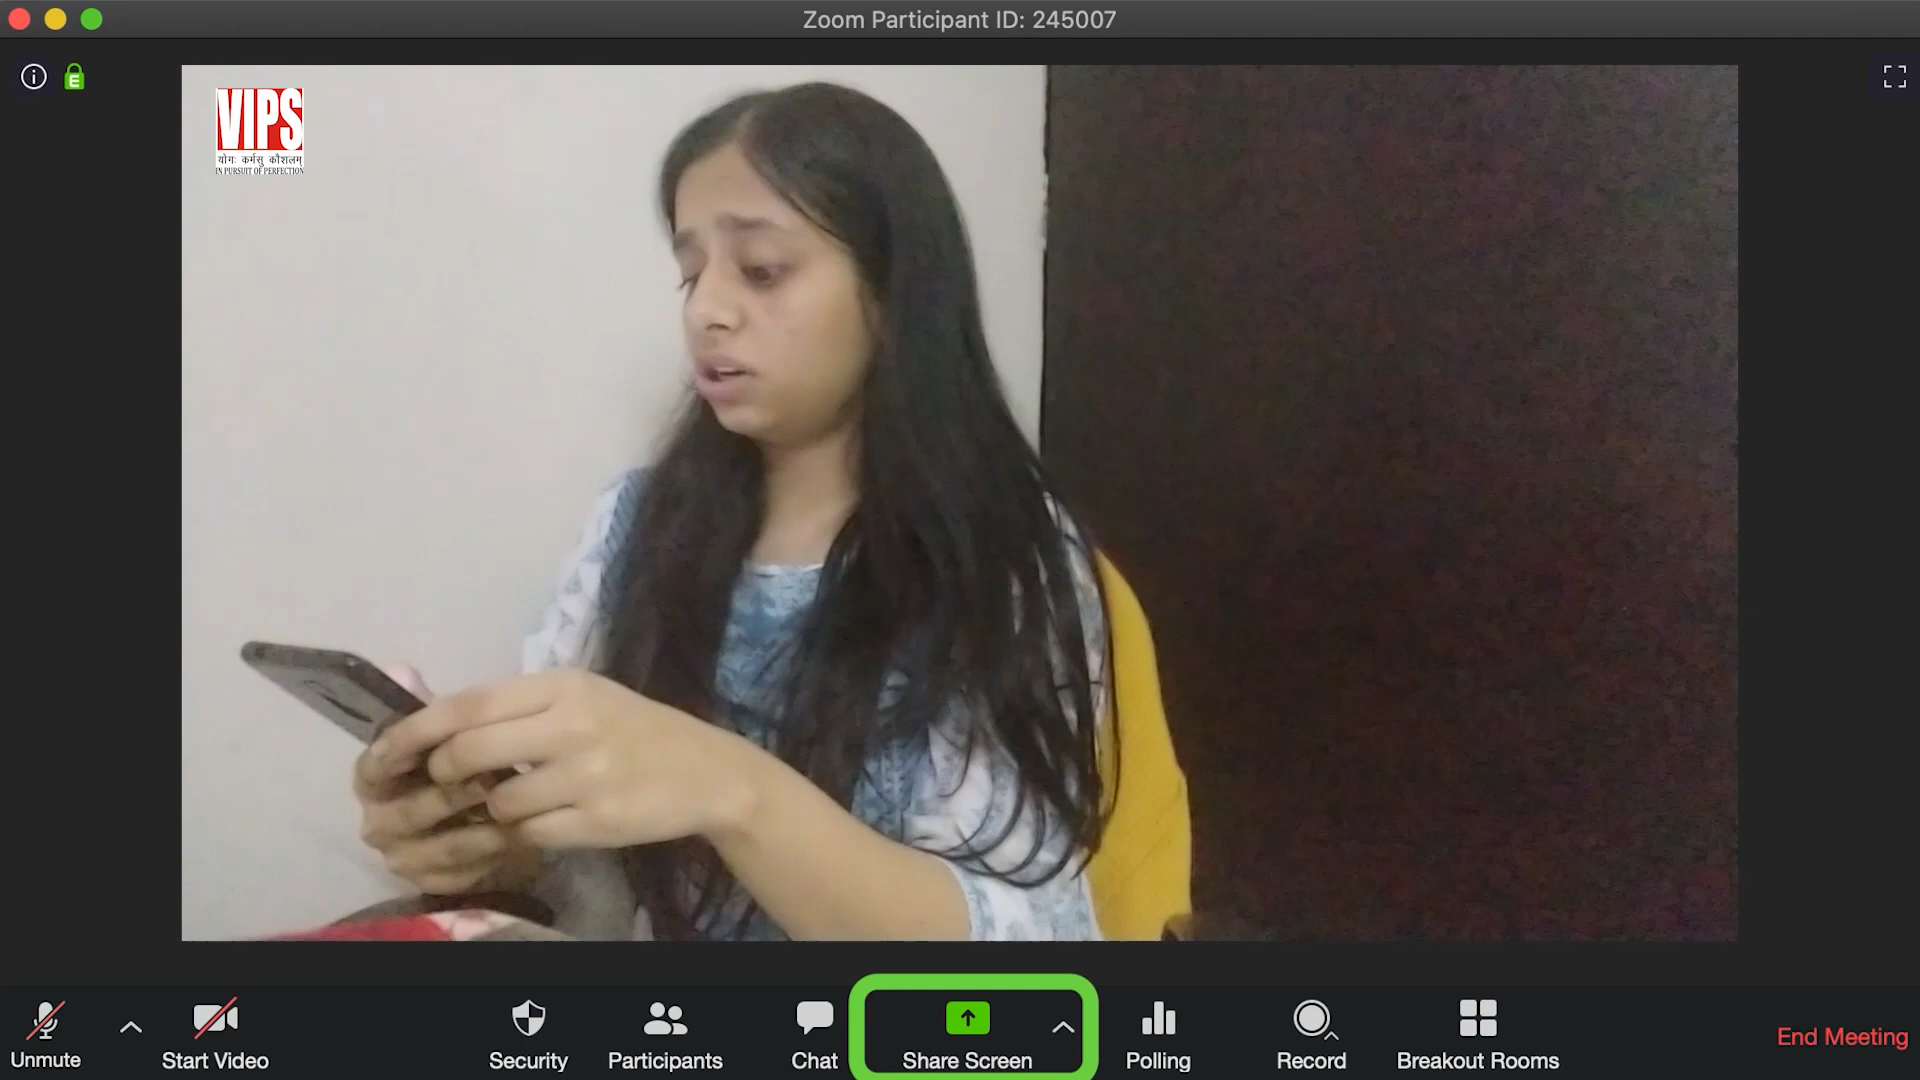 Zoom Participant ID: 245007
E
VIPS
योगः कर्मसु कौशलम्
IN PURSUIT OF PERFECTION
Unmute
Start Video
Security
Participants
Chat
Share Screen
Polling
Record
Breakout Rooms
End Meeting